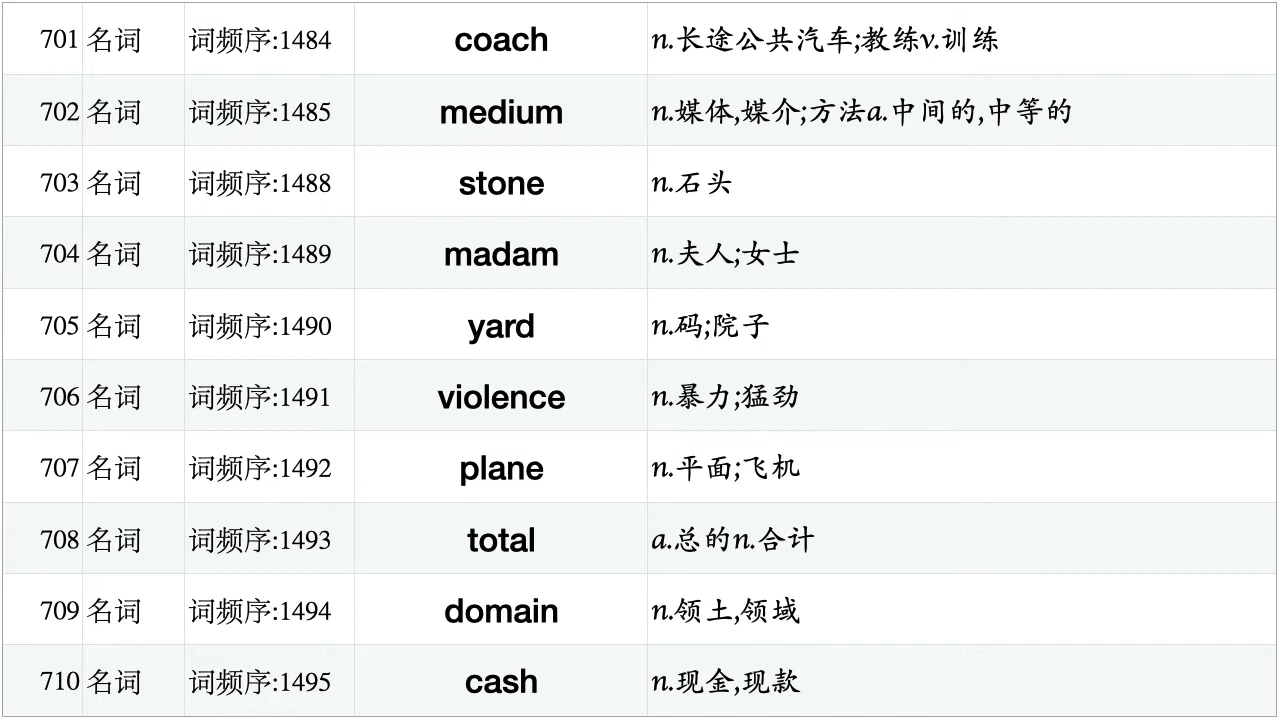 701 名词 词频序:1484 coach n.长途公共汽车;教练v.训练
702 名词 词频序:1485 medium n.媒体,媒介;方法a.中间的,中等的
703 名词 词频序:1488 stone n.石头
704 名词 词频序:1489 madam n.夫人;女士
705 名词 词频序:1490 yard n.码;院子
706 名词 词频序:1491 violence n.暴力;猛劲
707 名词 词频序:1492 plane n.平面;飞机
708 名词 词频序:1493 total a.总的n.合计
709 名词 词频序:1494 domain n.领土,领域
710 名词 词频序:1495 cash n.现金,现款